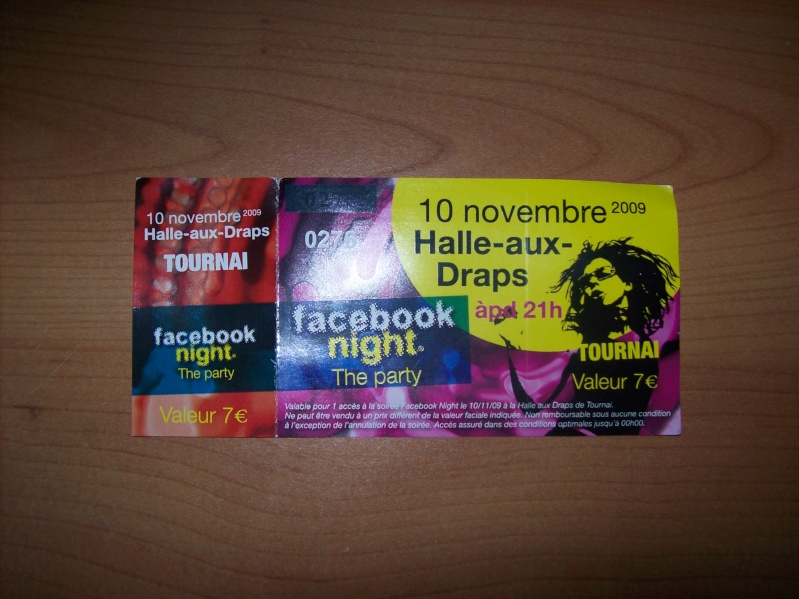 10 novembre 2009
Halle-aux-Draps
TOURNAI
facebook
night®
The party
Valeur 7€
0276
10 novembre 2009
Halle-aux-
Draps
àpd 21h
facebook
night®
The party
TOURNAI
Valeur 7€
Valable pour 1 accès à la soirée Facebook Night le 10/11/09 à la Halle aux Draps de Tournai.
Ne peut être vendu à un prix différent de la valeur faciale indiquée. Non remboursable sous aucune condition
à l'exception de l'annulation de la soirée. Accès assuré dans des conditions optimales jusqu'à 00h00.